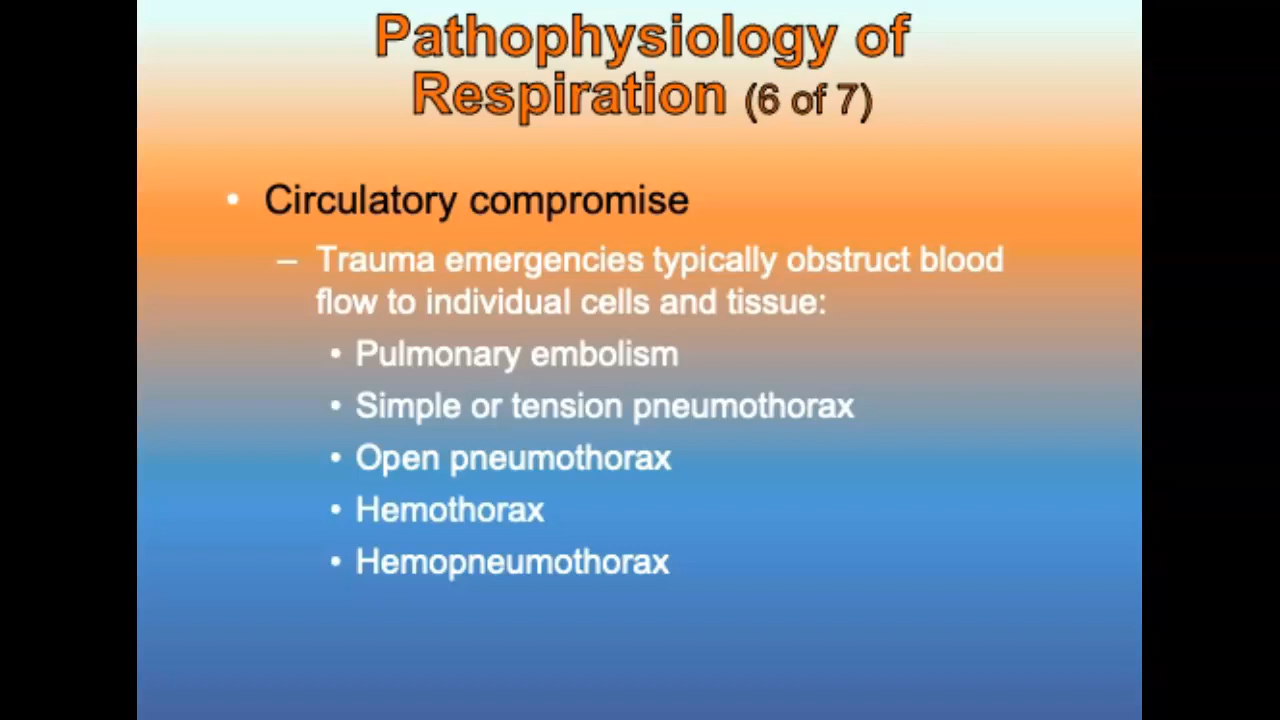 Pathophysiology of
Respiration (6 of 7)
• Circulatory compromise
– Trauma emergencies typically obstruct blood
flow to individual cells and tissue:
• Pulmonary embolism
• Simple or tension pneumothorax
• Open pneumothorax
• Hemothorax
• Hemopneumothorax